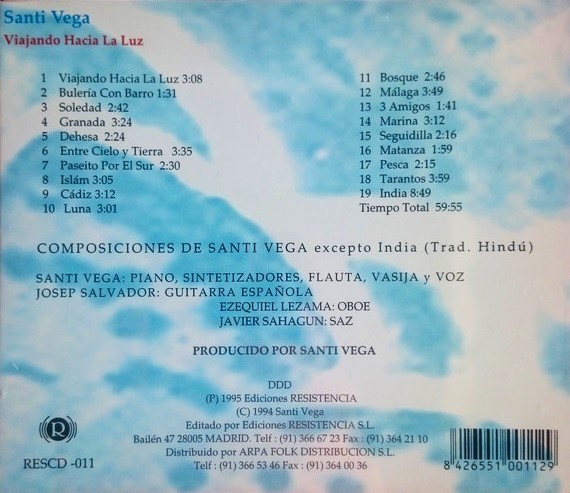 Santi Vega
Viajando Hacia La Luz
1 Viajando Hacia La Luz 3:08
2 Bulería Con Barro 1:31
3 Soledad 2:42
4 Granada 3:24
5 Dehesa 2:24
6 Entre Cielo y Tierra 3:35
7 Paseito Por El Sur 2:30
8 Islám 3:05
9 Cádiz 3:12
10 Luna 3:01
11 Bosque 2:46
12 Málaga 3:49
13 3 Amigos 1:41
14 Marina 3:12
15 Seguidilla 2:16
16 Matanza 1:59
17 Pesca 2:15
18 Tarantos 3:59
19 India 8:49
Tiempo Total 59:55
COMPOSICIONES DE SANTI VEGA excepto India (Trad. Hindú)
SANTI VEGA: PIANO, SINTETIZADORES, FLAUTA, VASIJA y VOZ
JOSEP SALVADOR: GUITARRA ESPAÑOLA
EZEQUIEL LEZAMA: OBOE
JAVIER SAHAGUN: SAZ
PRODUCIDO POR SANTI VEGA
DDD
(P) 1995 Ediciones RESISTENCIA
(C) 1994 Santi Vega
Editado por Ediciones RESISTENCIA S.L.
Bailén 47 28005 MADRID. Telf : (91) 366 67 23 Fax : (91) 364 21 10
Distribuido por ARPA FOLK DISTRIBUCION S.L.
Telf : (91) 366 53 46 Fax : (91) 364 00 36
R
RESCD -011
8 426551 001129